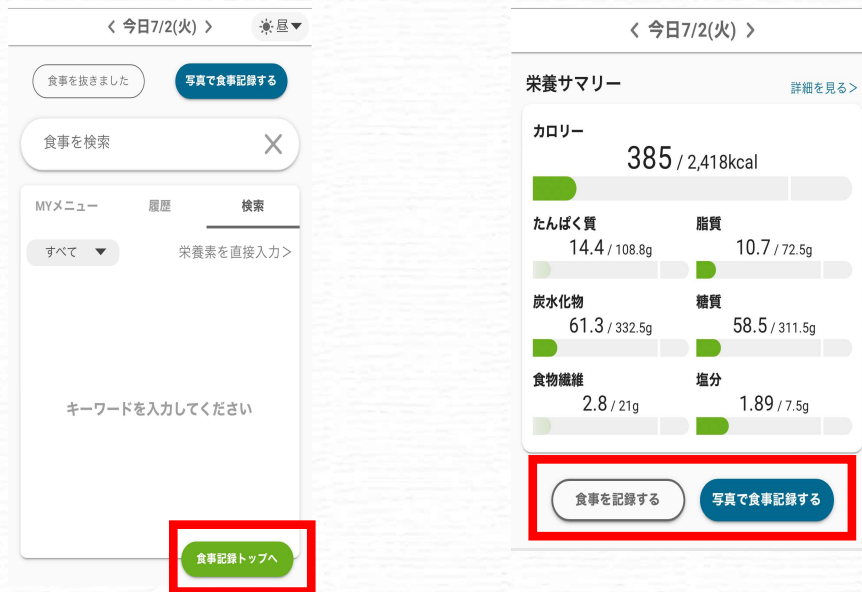 < 今日7/2(火) >
昼▼
食事を抜きました
写真で食事記録する
食事を検索
MYメニュー 履歴 検索
すべて ▼
栄養素を直接入力>
キーワードを入力してください
食事記録トップへ
< 今日7/2(火) >
栄養サマリー
詳細を見る>
カロリー
385 / 2,418kcal
たんぱく質 脂質
14.4 / 108.8g 10.7 / 72.5g
炭水化物 糖質
61.3 / 332.5g 58.5 / 311.5g
食物繊維 塩分
2.8 / 21g 1.89 / 7.5g
食事を記録する
写真で食事記録する